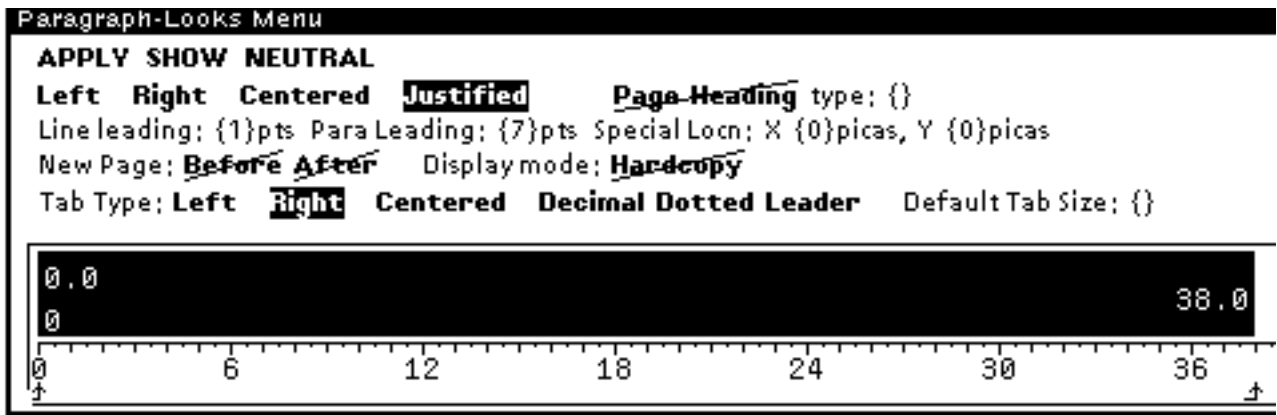 Paragraph-Looks Menu
APPLY SHOW NEUTRAL
Left Right Centered Justified Page Heading type: {}
Line leading: {1}pts Para Leading: {7}pts Special Locn: X {0}picas, Y {0}picas
New Page: Before After Display mode: Hardcopy
Tab Type: Left Right Centered Decimal Dotted Leader Default Tab Size: {}
0.0
38.0
0
0 6 12 18 24 30 36